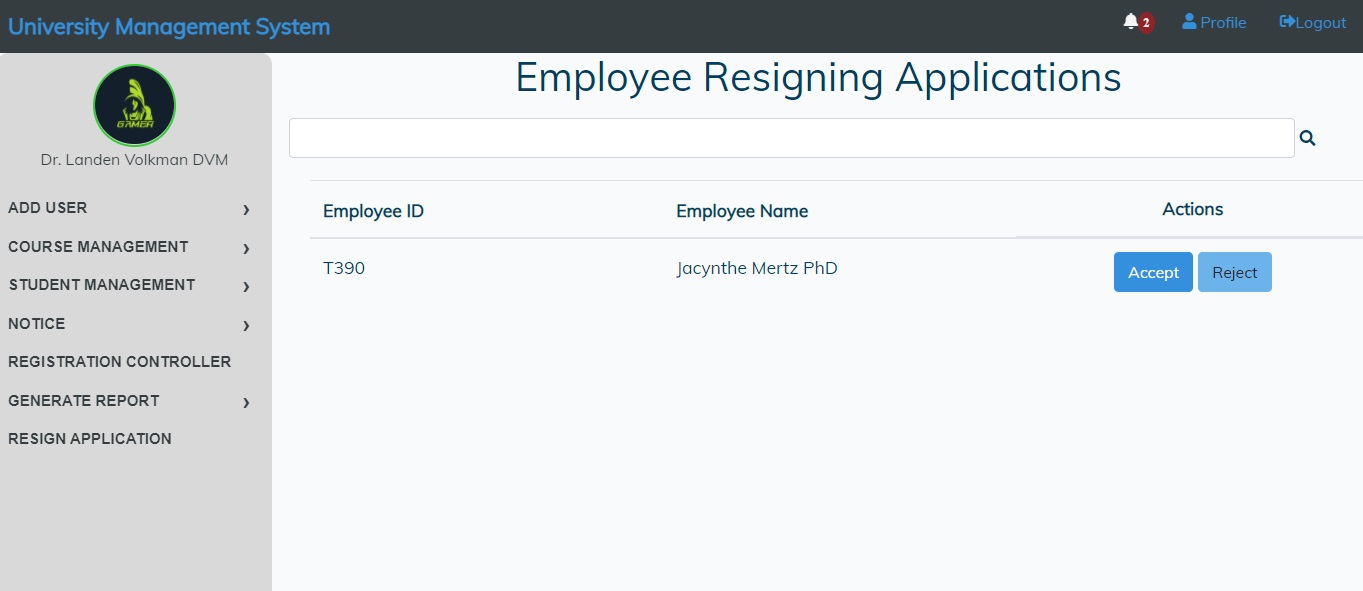 University Management System
2
Profile
Logout
GAMER
Dr. Landen Volkman DVM
ADD USER
COURSE MANAGEMENT
STUDENT MANAGEMENT
NOTICE
REGISTRATION CONTROLLER
GENERATE REPORT
RESIGN APPLICATION
Employee Resigning Applications
Employee ID Employee Name Actions
T390 Jacynthe Mertz PhD Accept Reject